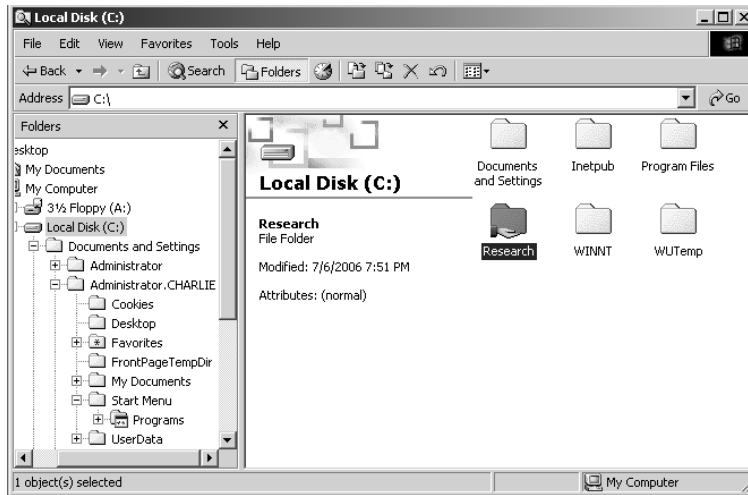 Local Disk (C:)
File Edit View Favorites Tools Help
Back Search Folders
Address C:\ Go
Folders
esktop
My Documents
My Computer
3½ Floppy (A:)
Local Disk (C:)
Documents and Settings
Administrator
Administrator.CHARLIE
Cookies
Desktop
Favorites
FrontPageTempDir
My Documents
Start Menu
Programs
UserData
Local Disk (C:)
Research
File Folder
Modified: 7/6/2006 7:51 PM
Attributes: (normal)
Documents and Settings
Inetpub
Program Files
Research
WINNT
WUTemp
1 object(s) selected
My Computer